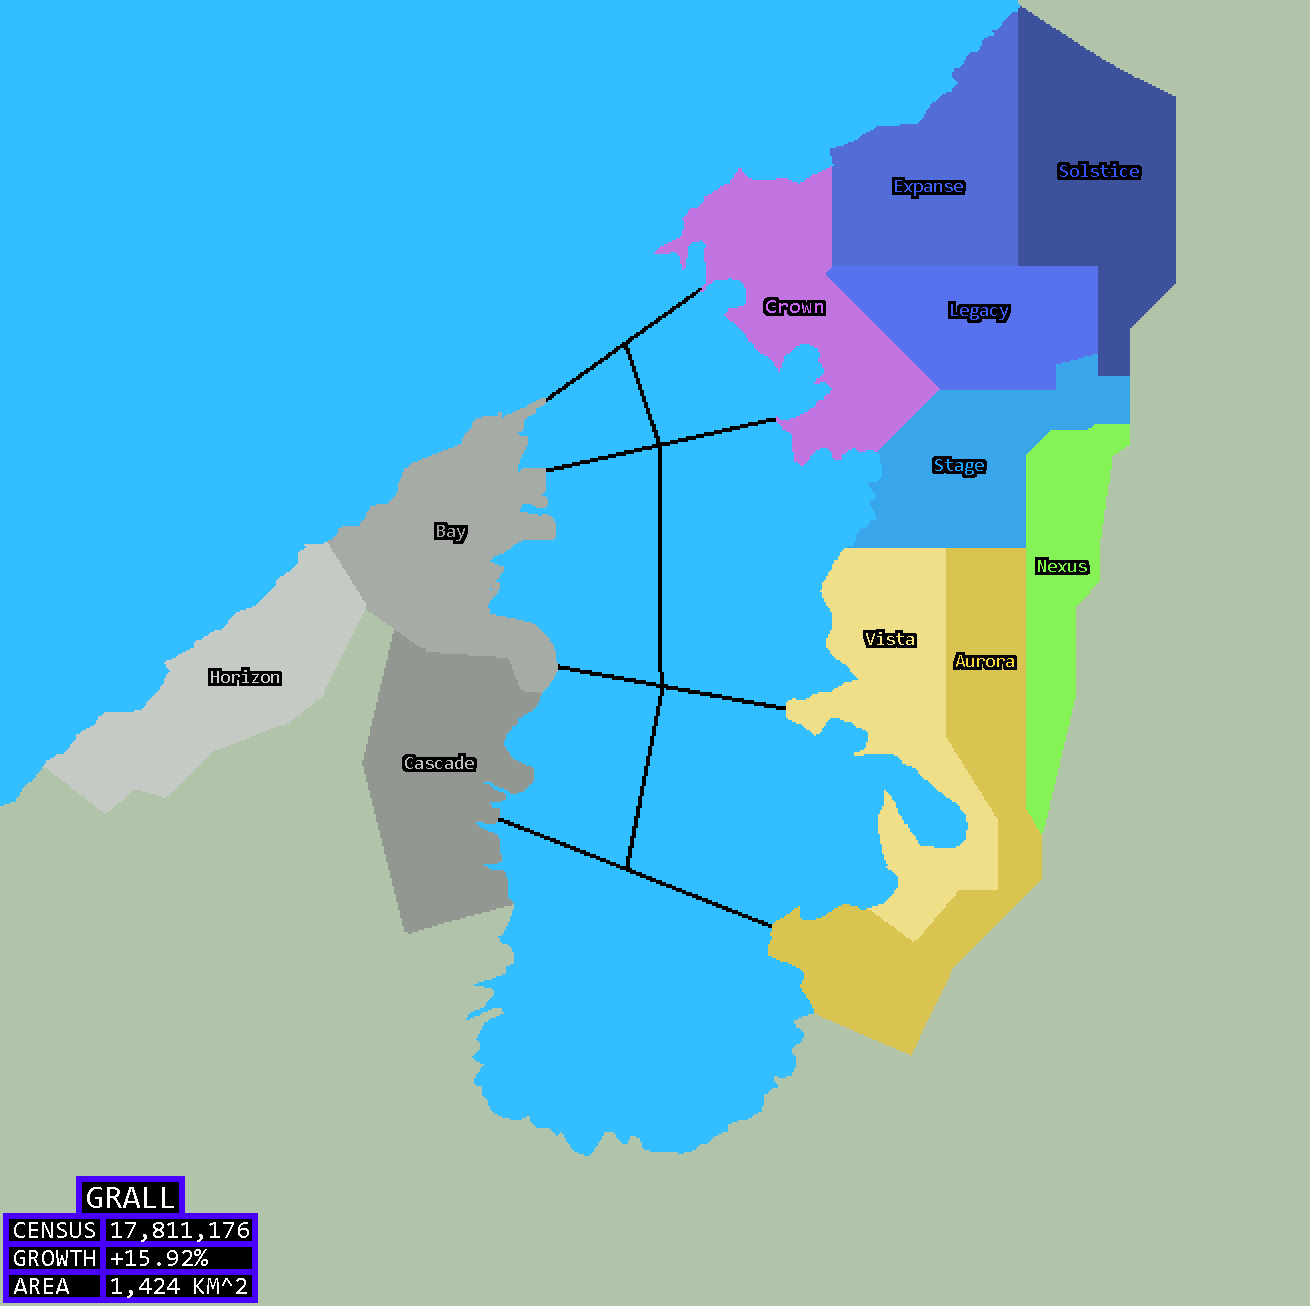 Solstice
Expanse
Crown
Legacy
Stage
Bay
Nexus
Vista
Aurora
Horizon
Cascade
GRALL
CENSUS 17,811,176
GROWTH +15.92%
AREA 1,424 KM^2